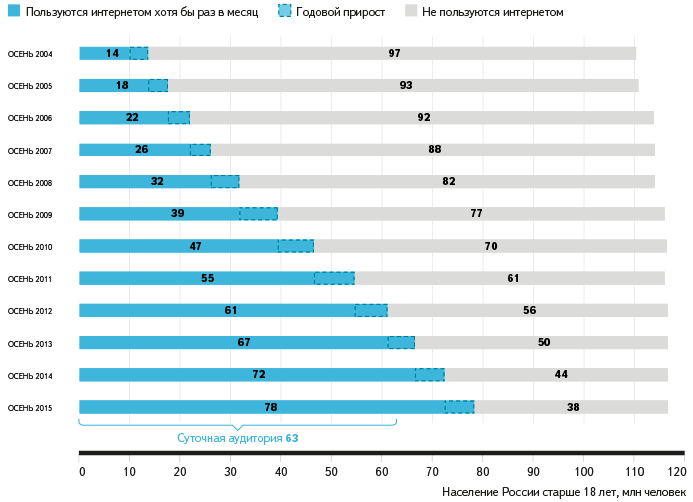 Пользуются интернетом хотя бы раз в месяц Годовой прирост Не пользуются интернетом
ОСЕНЬ 2004 14 97
ОСЕНЬ 2005 18 93
ОСЕНЬ 2006 22 92
ОСЕНЬ 2007 26 88
ОСЕНЬ 2008 32 82
ОСЕНЬ 2009 39 77
ОСЕНЬ 2010 47 70
ОСЕНЬ 2011 55 61
ОСЕНЬ 2012 61 56
ОСЕНЬ 2013 67 50
ОСЕНЬ 2014 72 44
ОСЕНЬ 2015 78 38
Суточная аудитория 63
0 10 20 30 40 50 60 70 80 90 100 110 120
Население России старше 18 лет, млн человек